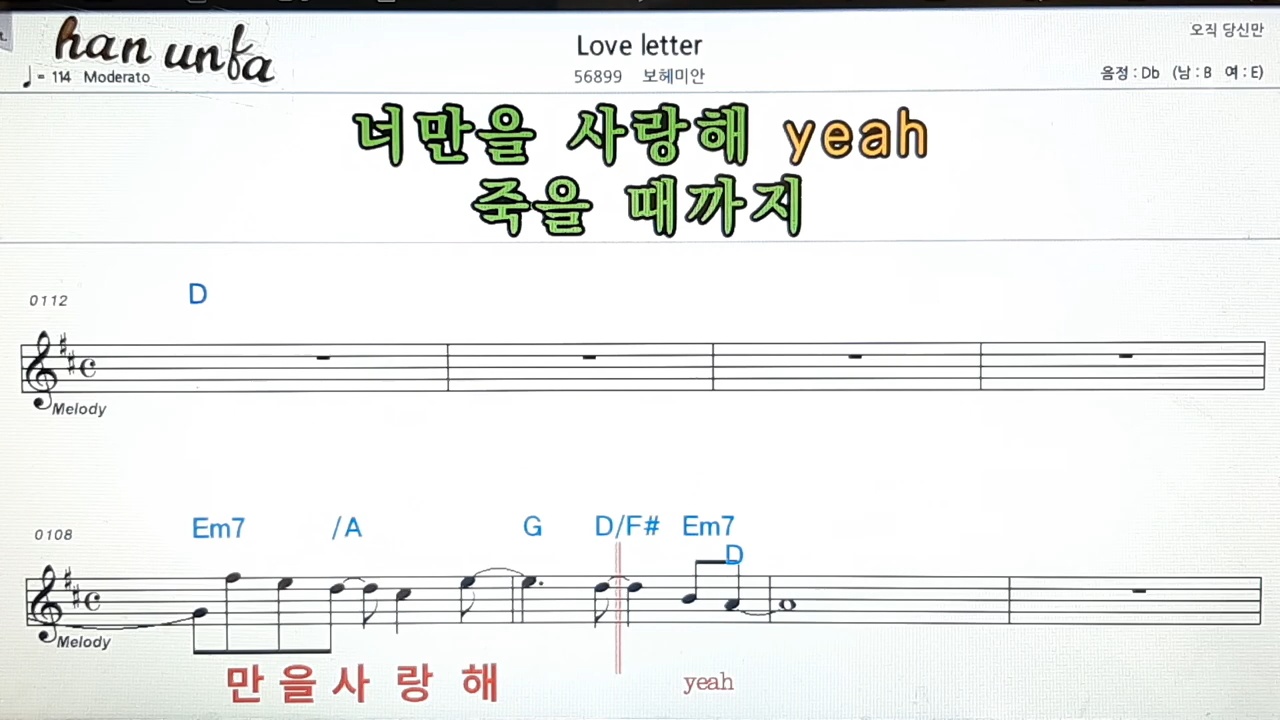 han unfa
Love letter
오직 당신만
♩= 114 Moderato
56899 보헤미안
음정 : Db (남 : B 여 : E)
너만을 사랑해 yeah
죽을 때까지
0112
D
Melody
0108
Em7 /A G D/F# Em7
D
Melody
만 을 사 랑 해 yeah